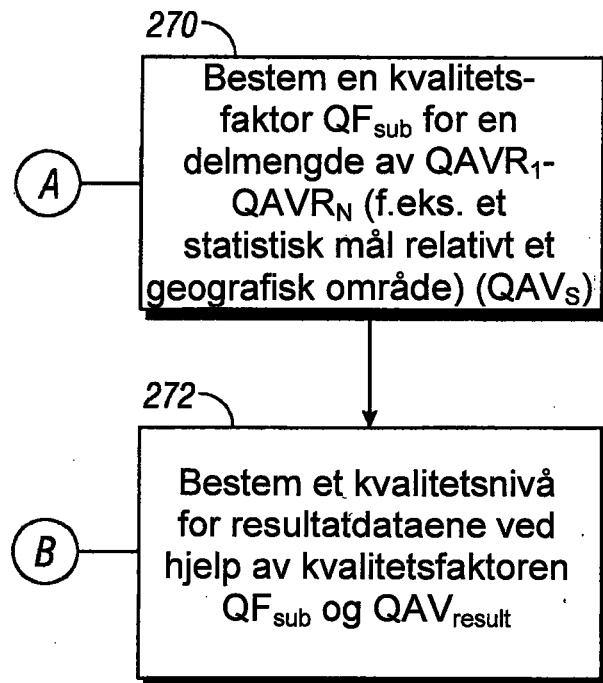 270
Bestem en kvalitets-
faktor QFsub for en
A
delmengde av QAVR1-
QAVRN (f.eks. et
statistisk mål relativt et
geografisk område) (QAVS)
272
Bestem et kvalitetsnivå
for resultatdataene ved
B
hjelp av kvalitetsfaktoren
QFsub og QAVresult